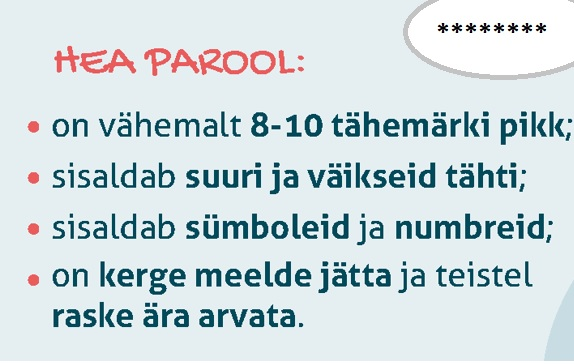 ********
HEA PAROOL:
• on vähemalt 8-10 tähemärki pikk;
• sisaldab suuri ja väikseid tähti;
• sisaldab sümboleid ja numbreid;
• on kerge meelde jätta ja teistel
raske ära arvata.